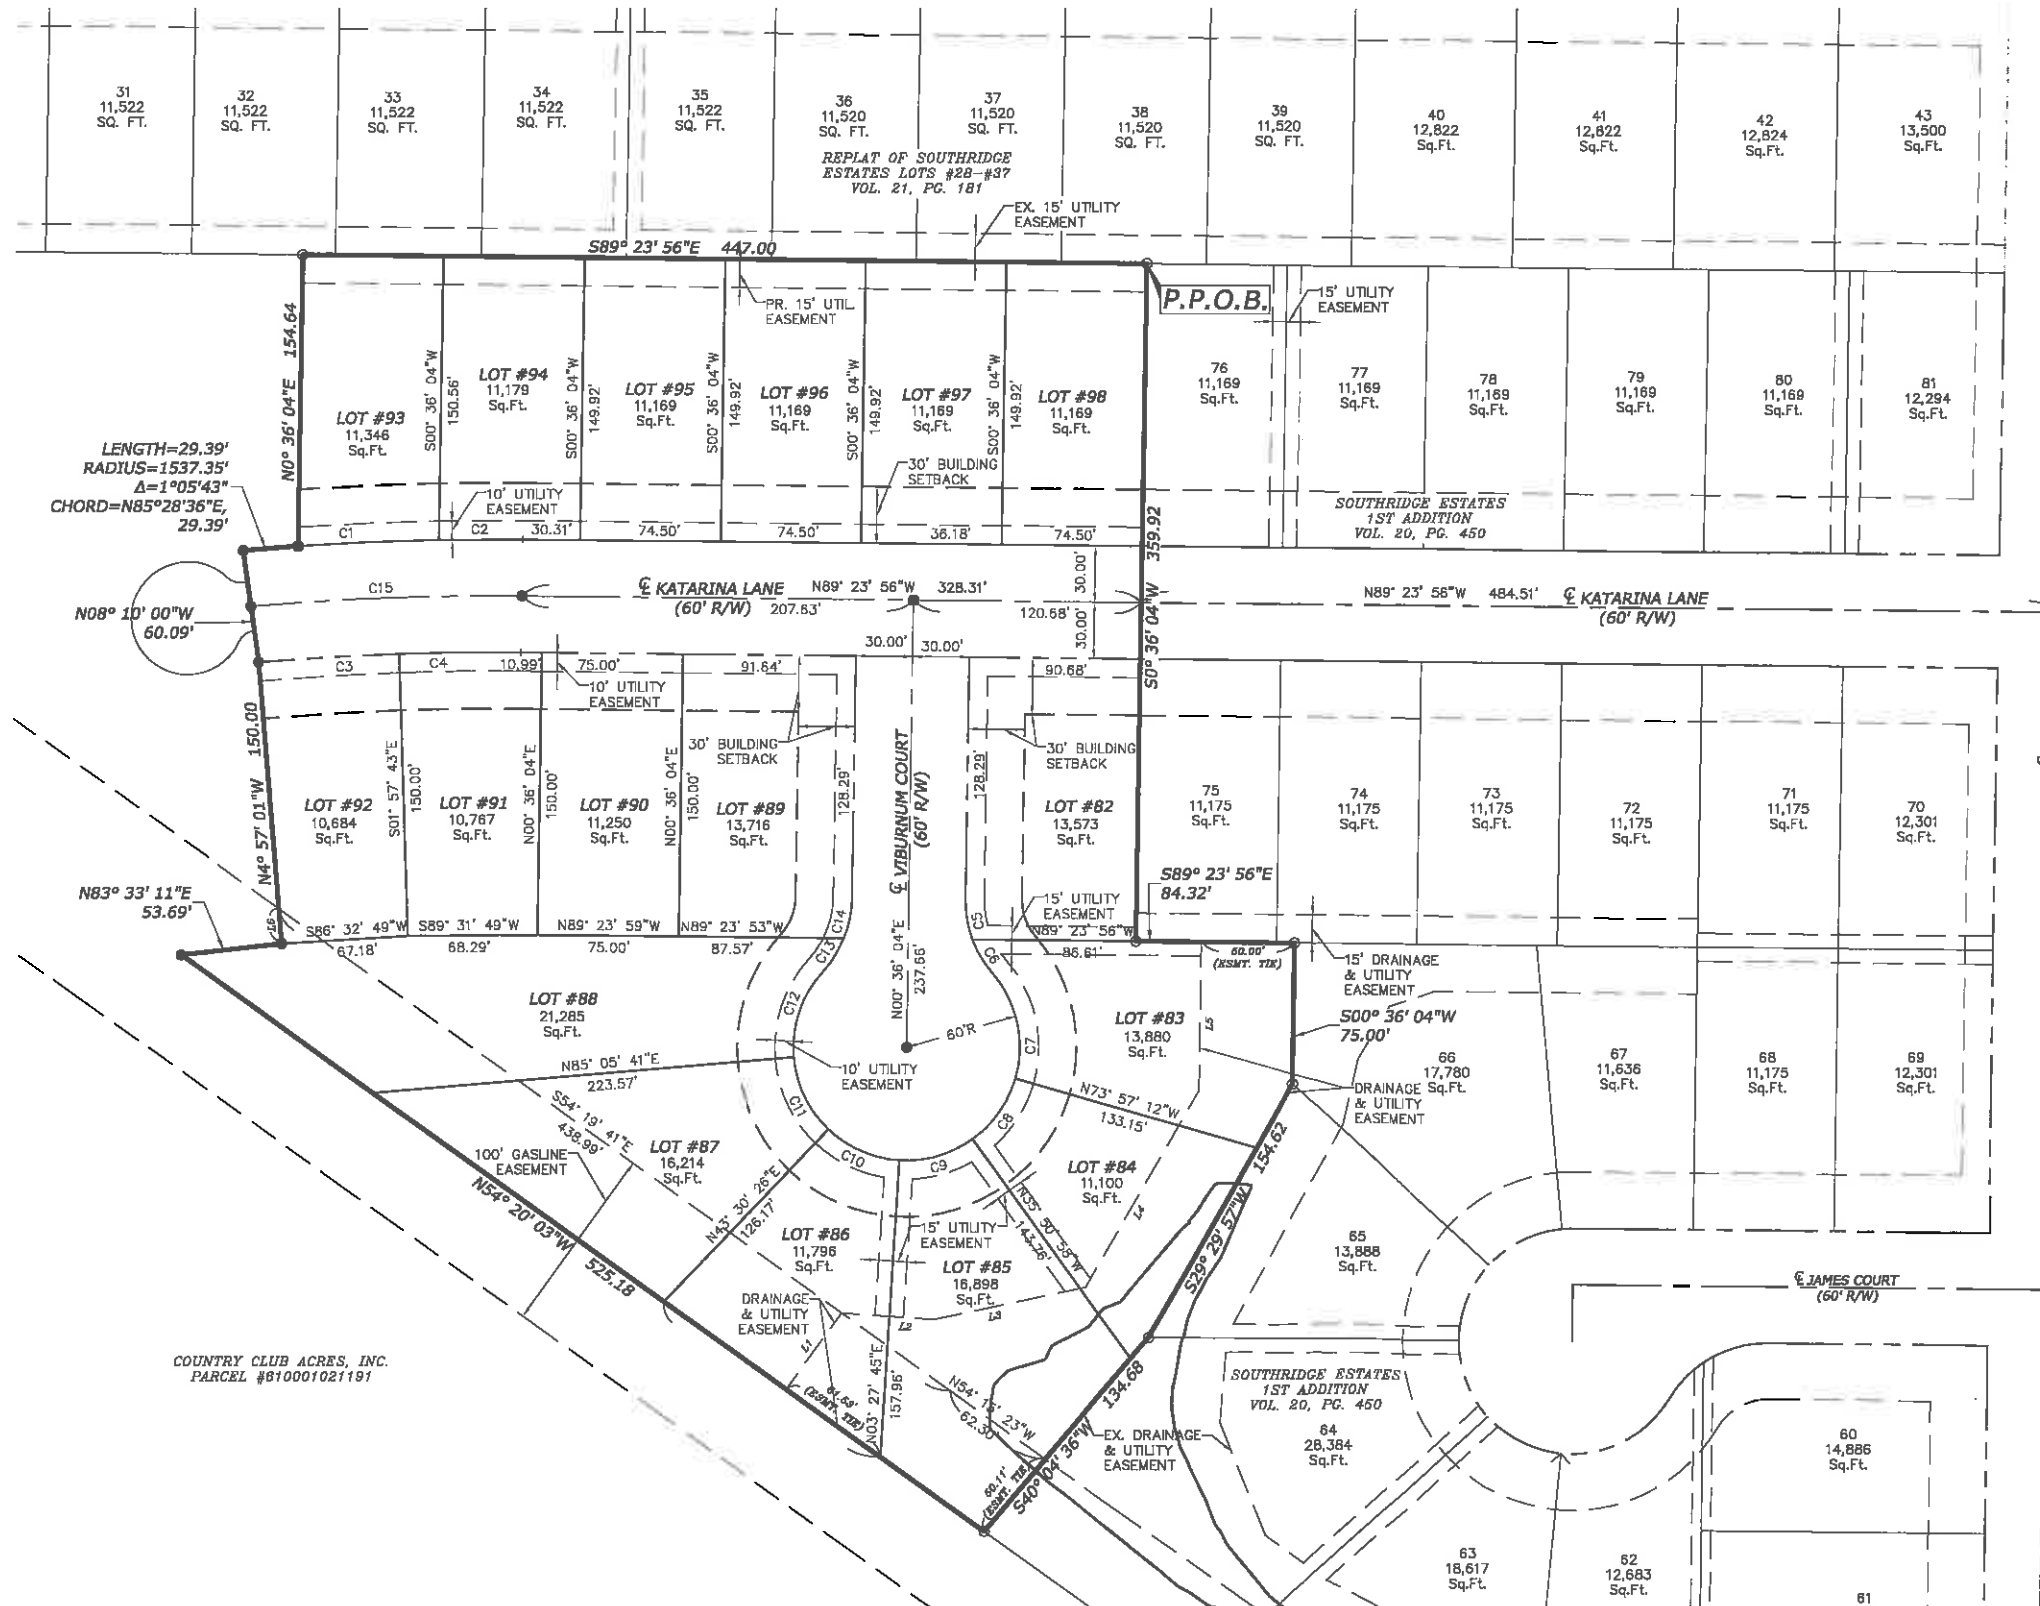 31
11,522
SQ. FT.
32
11,522
SQ. FT.
33
11,522
SQ. FT.
34
11,522
SQ. FT.
35
11,522
SQ. FT.
36
11,520
SQ. FT.
37
11,520
SQ. FT.
38
11,520
SQ. FT.
39
11,520
SQ. FT.
40
12,822
Sq.Ft.
41
12,822
Sq.Ft.
42
12,824
Sq.Ft.
43
13,500
Sq.Ft.
REPLAT OF SOUTHRIDGE
ESTATES LOTS #28-#37
VOL. 21, PG. 181
EX. 15' UTILITY
EASEMENT
S89° 23' 56"E 447.00
P.P.O.B.
15' UTILITY
EASEMENT
PR. 15' UTIL
EASEMENT
N0° 36' 04"E 154.64
LOT #93
11,346
Sq.Ft.
S00° 36' 04"W
150.56'
LOT #94
11,179
Sq.Ft.
S00° 36' 04"W
149.92'
LOT #95
11,169
Sq.Ft.
S00° 36' 04"W
149.92'
LOT #96
11,169
Sq.Ft.
S00° 36' 04"W
149.92'
LOT #97
11,169
Sq.Ft.
S00° 36' 04"W
149.92'
LOT #98
11,169
Sq.Ft.
76
11,169
Sq.Ft.
77
11,169
Sq.Ft.
78
11,169
Sq.Ft.
79
11,169
Sq.Ft.
80
11,169
Sq.Ft.
81
12,294
Sq.Ft.
LENGTH=29.39'
RADIUS=1537.35'
Δ=1°05'43"
CHORD=N85°28'36"E,
29.39'
10' UTILITY
EASEMENT
30' BUILDING
SETBACK
SOUTHRIDGE ESTATES
1ST ADDITION
VOL. 20, PG. 450
C1
C2
30.31'
74.50'
74.50'
36.18'
74.50'
S0° 36' 04"W 359.92
C15
℄ KATARINA LANE
(60' R/W)
207.63'
N89° 23' 56"W 328.31'
120.68'
30.00'
30.00'
N89° 23' 56"W 484.51'
℄ KATARINA LANE
(60' R/W)
N08° 10' 00"W
60.09'
30.00'
30.00'
C3
C4
10.99'
75.00'
91.64'
90.68'
10' UTILITY
EASEMENT
30' BUILDING
SETBACK
30' BUILDING
SETBACK
N4° 57' 01"W 150.00
LOT #92
10,684
Sq.Ft.
S01° 57' 43"E
150.00'
LOT #91
10,767
Sq.Ft.
N00° 36' 04"E
150.00'
LOT #90
11,250
Sq.Ft.
N00° 36' 04"E
150.00'
LOT #89
13,716
Sq.Ft.
128.29'
℄ VIBURNUM COURT
(60' R/W)
128.29'
LOT #82
13,573
Sq.Ft.
75
11,175
Sq.Ft.
74
11,175
Sq.Ft.
73
11,175
Sq.Ft.
72
11,175
Sq.Ft.
71
11,175
Sq.Ft.
70
12,301
Sq.Ft.
N83° 33' 11"E
53.69'
L6
S86° 32' 49"W
67.18'
S89° 31' 49"W
68.29'
N89° 23' 59"W
75.00'
N89° 23' 53"W
87.57'
C14
C13
C12
C5
C6
C7
15' UTILITY
EASEMENT
N89° 23' 56"W
86.61'
S89° 23' 56"E
84.32'
50.00'
(ESMT. TIE)
15' DRAINAGE
& UTILITY
EASEMENT
N00° 36' 04"E
237.66'
60'R
LOT #88
21,285
Sq.Ft.
LOT #83
13,880
Sq.Ft.
L5
S00° 36' 04"W
75.00'
66
17,780
Sq.Ft.
67
11,636
Sq.Ft.
68
11,175
Sq.Ft.
69
12,301
Sq.Ft.
N85° 05' 41"E
223.57'
10' UTILITY
EASEMENT
DRAINAGE
& UTILITY
EASEMENT
N73° 57' 12"W
133.15'
C11
C10
C9
C8
S54° 19' 41"E
438.99'
100' GASLINE
EASEMENT
LOT #87
16,214
Sq.Ft.
LOT #84
11,100
Sq.Ft.
L4
S29° 29' 57"W 154.62
N54° 20' 03"W 525.18
N43° 30' 26"E
126.17'
LOT #86
11,796
Sq.Ft.
15' UTILITY
EASEMENT
LOT #85
16,898
Sq.Ft.
N35° 50' 58"W
143.76'
65
13,888
Sq.Ft.
℄ JAMES COURT
(60' R/W)
DRAINAGE
& UTILITY
EASEMENT
L1
L2
L3
COUNTRY CLUB ACRES, INC.
PARCEL #610001021191
(ESMT. TIE)
N03° 27' 45"E
157.96'
N54° 15' 23"W
62.30'
S40° 04' 36"W 134.68
50.11'
(ESMT. TIE)
EX. DRAINAGE
& UTILITY
EASEMENT
SOUTHRIDGE ESTATES
1ST ADDITION
VOL. 20, PG. 450
64
28,384
Sq.Ft.
60
14,886
Sq.Ft.
63
18,617
Sq.Ft.
62
12,683
Sq.Ft.
61